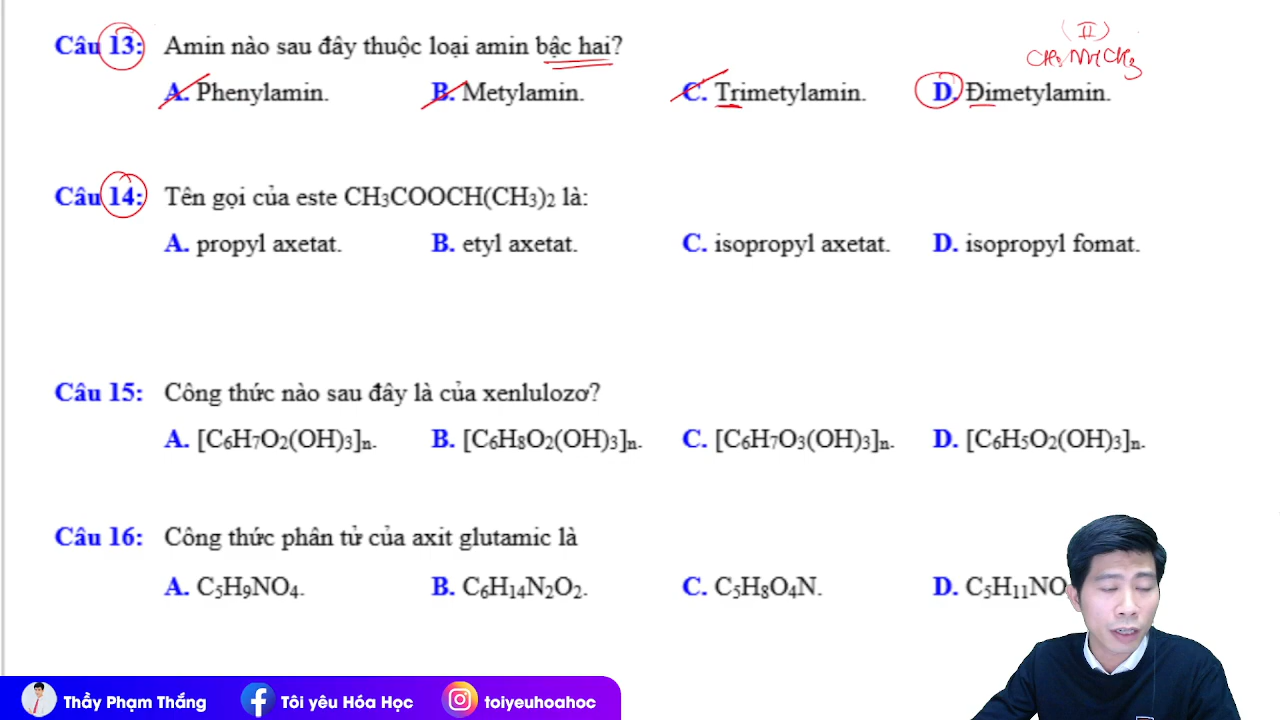 (II)
CH3NHCH3
Câu 13: Amin nào sau đây thuộc loại amin bậc hai?
A. Phenylamin. B. Metylamin. C. Trimetylamin. D. Đimetylamin.
Câu 14: Tên gọi của este CH3COOCH(CH3)2 là:
A. propyl axetat. B. etyl axetat. C. isopropyl axetat. D. isopropyl fomat.
Câu 15: Công thức nào sau đây là của xenlulozơ?
A. [C6H7O2(OH)3]n. B. [C6H8O2(OH)3]n. C. [C6H7O3(OH)3]n. D. [C6H5O2(OH)3]n.
Câu 16: Công thức phân tử của axit glutamic là
A. C5H9NO4. B. C6H14N2O2. C. C5H8O4N. D. C5H11NO
Thầy Phạm Thắng Tôi yêu Hóa Học toiyeuhoahoc